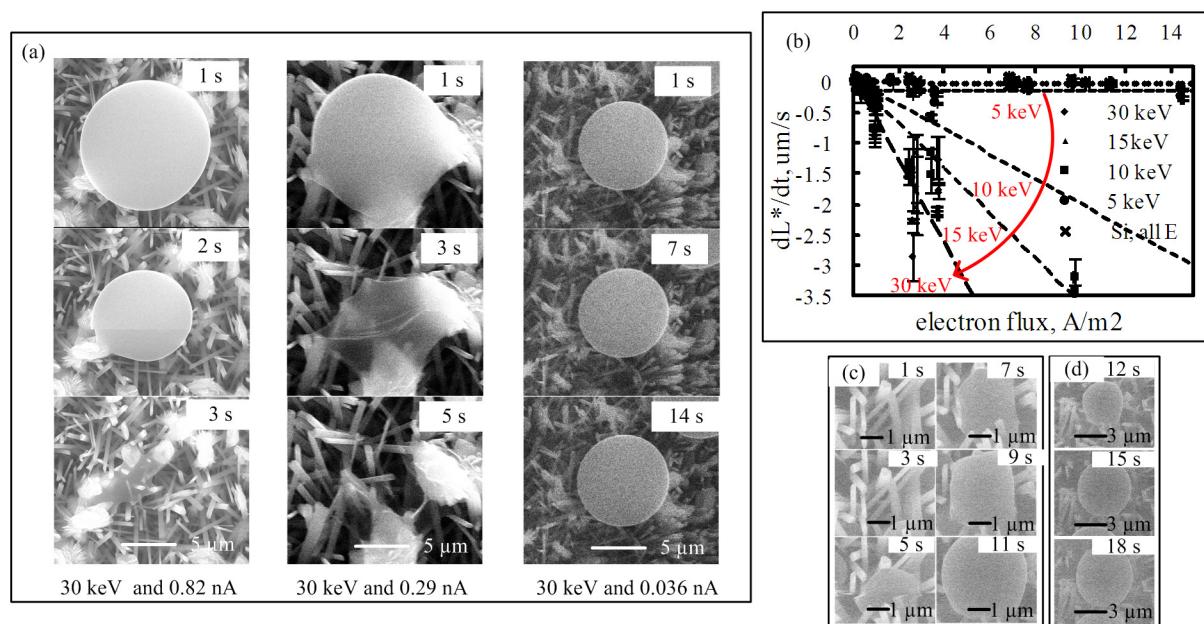 (a)
1 s
1 s
1 s
2 s
3 s
7 s
3 s
5 s
14 s
5 μm
5 μm
5 μm
30 keV and 0.82 nA
30 keV and 0.29 nA
30 keV and 0.036 nA
(b)
0 2 4 6 8 10 12 14
0
-0.5
-1
-1.5
-2
-2.5
-3
-3.5
dL*/dt, um/s
5 keV
10 keV
15 keV
30 keV
30 keV
15keV
10 keV
5 keV
Si, all E
electron flux, A/m2
(c)
1 s
7 s
1 μm
1 μm
3 s
9 s
1 μm
1 μm
5 s
11 s
1 μm
1 μm
(d)
12 s
3 μm
15 s
3 μm
18 s
3 μm